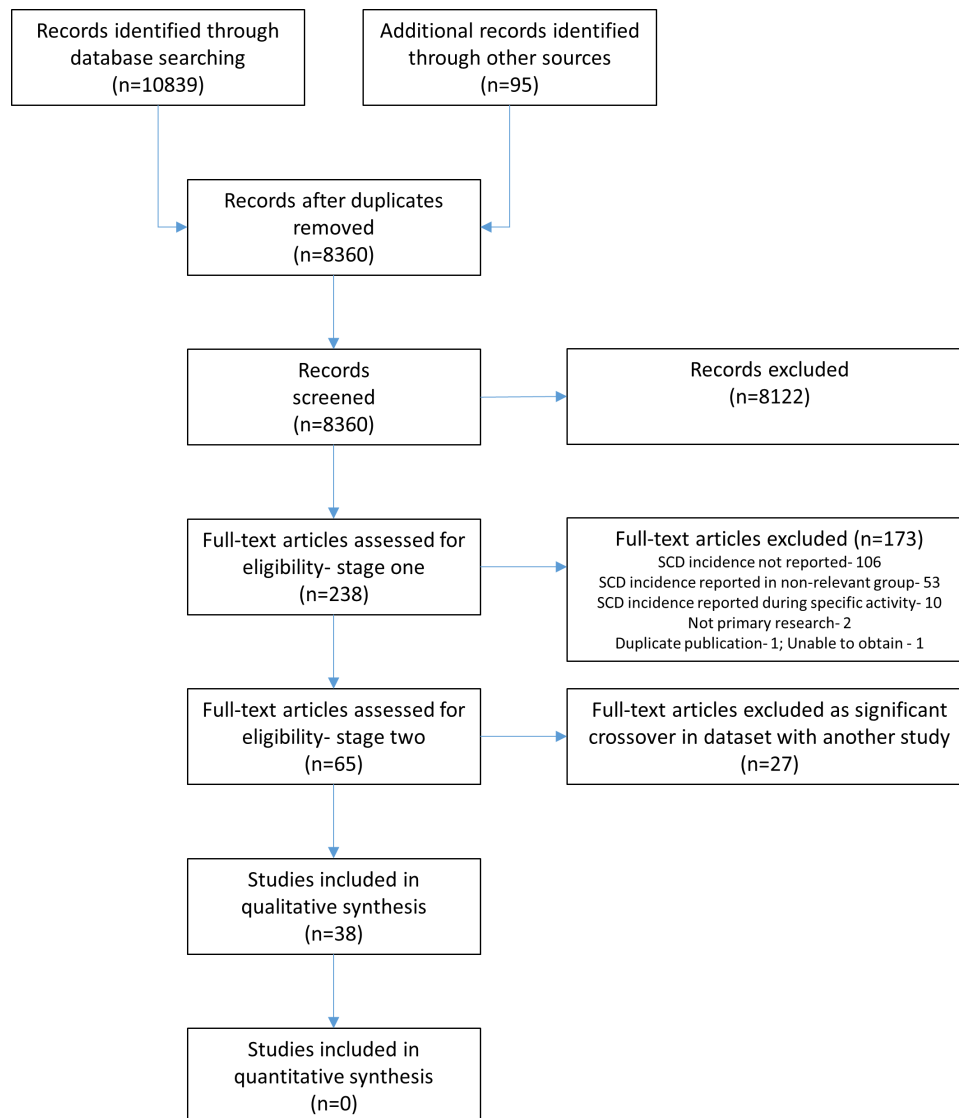 Records identified through
database searching
(n=10839)
Additional records identified
through other sources
(n=95)
Records after duplicates
removed
(n=8360)
Records
screened
(n=8360)
Records excluded
(n=8122)
Full-text articles assessed for
eligibility- stage one
(n=238)
Full-text articles excluded (n=173)
SCD incidence not reported- 106
SCD incidence reported in non-relevant group- 53
SCD incidence reported during specific activity- 10
Not primary research- 2
Duplicate publication- 1; Unable to obtain - 1
Full-text articles assessed for
eligibility- stage two
(n=65)
Full-text articles excluded as significant
crossover in dataset with another study
(n=27)
Studies included in
qualitative synthesis
(n=38)
Studies included in
quantitative synthesis
(n=0)